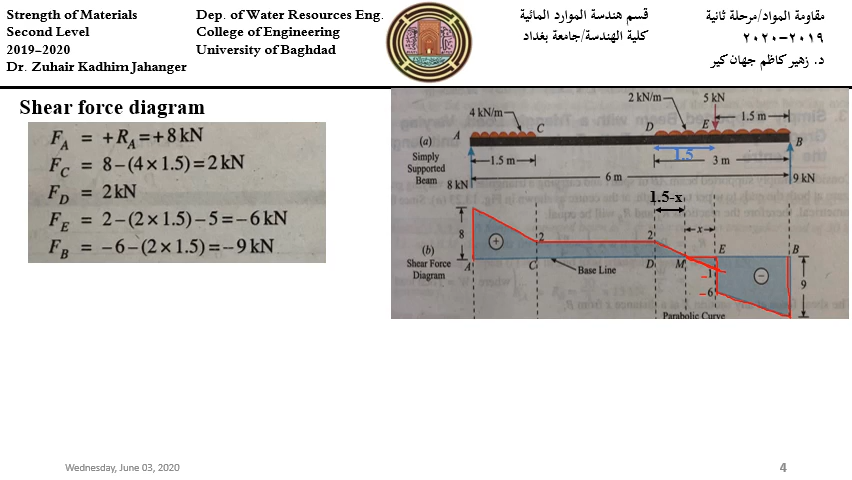 Strength of Materials
Second Level
2019-2020
Dr. Zuhair Kadhim Jahanger
Dep. of Water Resources Eng.
College of Engineering
University of Baghdad
قسم هندسة الموارد المائية
كلية الهندسة/جامعة بغداد
مقاومة المواد/مرحلة ثانية
٢٠١٩-٢٠٢٠
د. زهير كاظم جهان كير
Shear force diagram
F_A = +R_A = +8 kN
F_C = 8 – (4 × 1.5) = 2 kN
F_D = 2 kN
F_E = 2 – (2 × 1.5) – 5 = – 6 kN
F_B = – 6 – (2 × 1.5) = – 9 kN
2 kN/m
5 kN
4 kN/m
1.5 m
A
C
D
E
B
(a)
Simply
Supported
Beam
1.5 m
1.5
3 m
6 m
8 kN
9 kN
1.5-x
x
8
+
2
2
(b)
Shear Force
Diagram
A
C
Base Line
D
M
E
B
–1
–6
–
9
Parabolic Curve
Wednesday, June 03, 2020
4